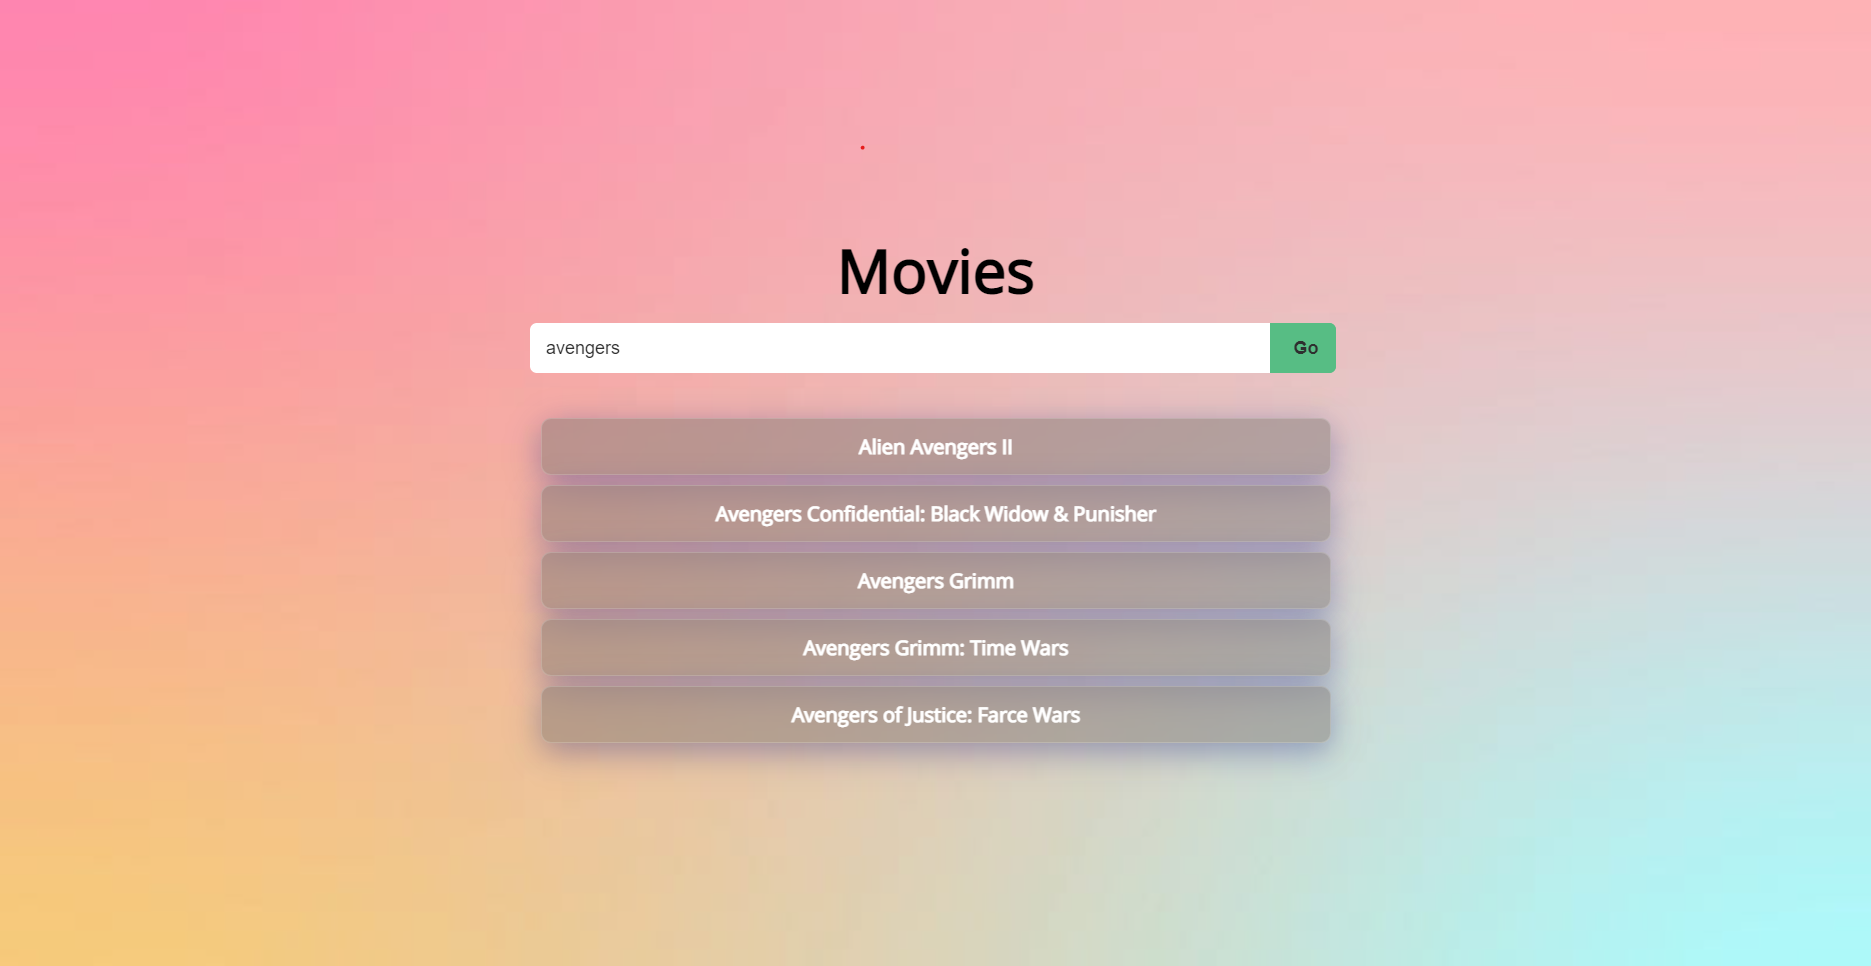 Movies
avengers
Go
Alien Avengers II
Avengers Confidential: Black Widow & Punisher
Avengers Grimm
Avengers Grimm: Time Wars
Avengers of Justice: Farce Wars